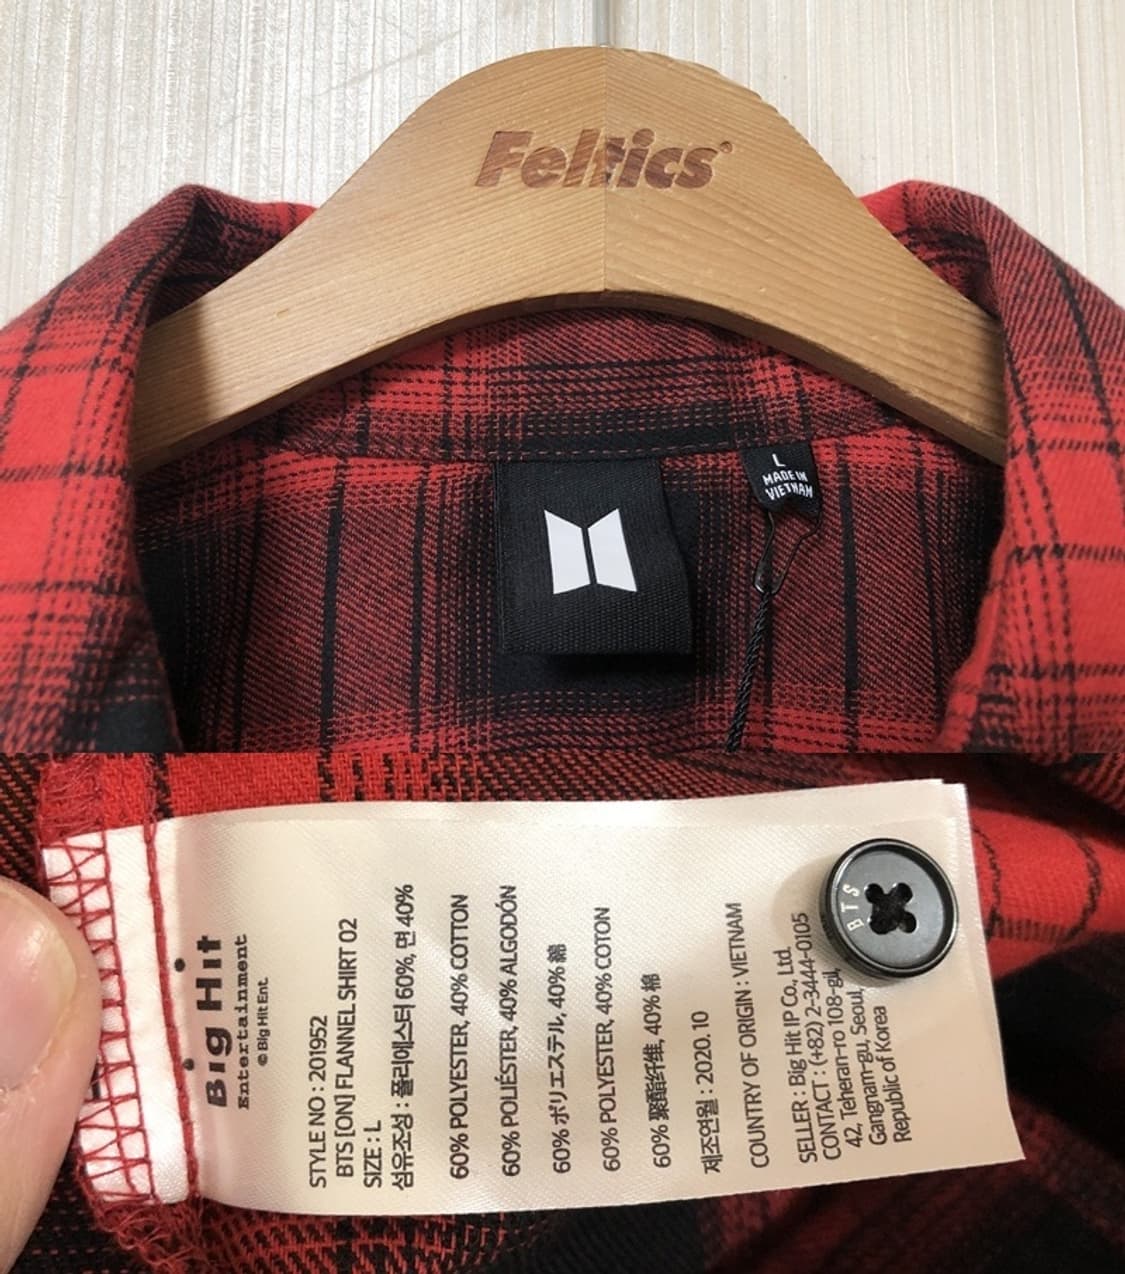 Feltics
L
MADE IN
VIETNAM
Big Hit
Entertainment
© Big Hit Ent.
STYLE NO : 201952
BTS [ON] FLANNEL SHIRT 02
SIZE : L
섬유조성 : 폴리에스터 60%, 면 40%
60% POLYESTER, 40% COTTON
60% POLIÉSTER, 40% ALGODÓN
60% ポリエステル, 40% 綿
60% POLYESTER, 40% COTON
60% 聚酯纤维, 40% 棉
제조연월 : 2020. 10
COUNTRY OF ORIGIN : VIETNAM
SELLER : Big Hit IP Co., Ltd.
CONTACT : (+82) 2-3444-0105
42, Teheran-ro 108-gil,
Gangnam-gu, Seoul,
Republic of Korea
BTS